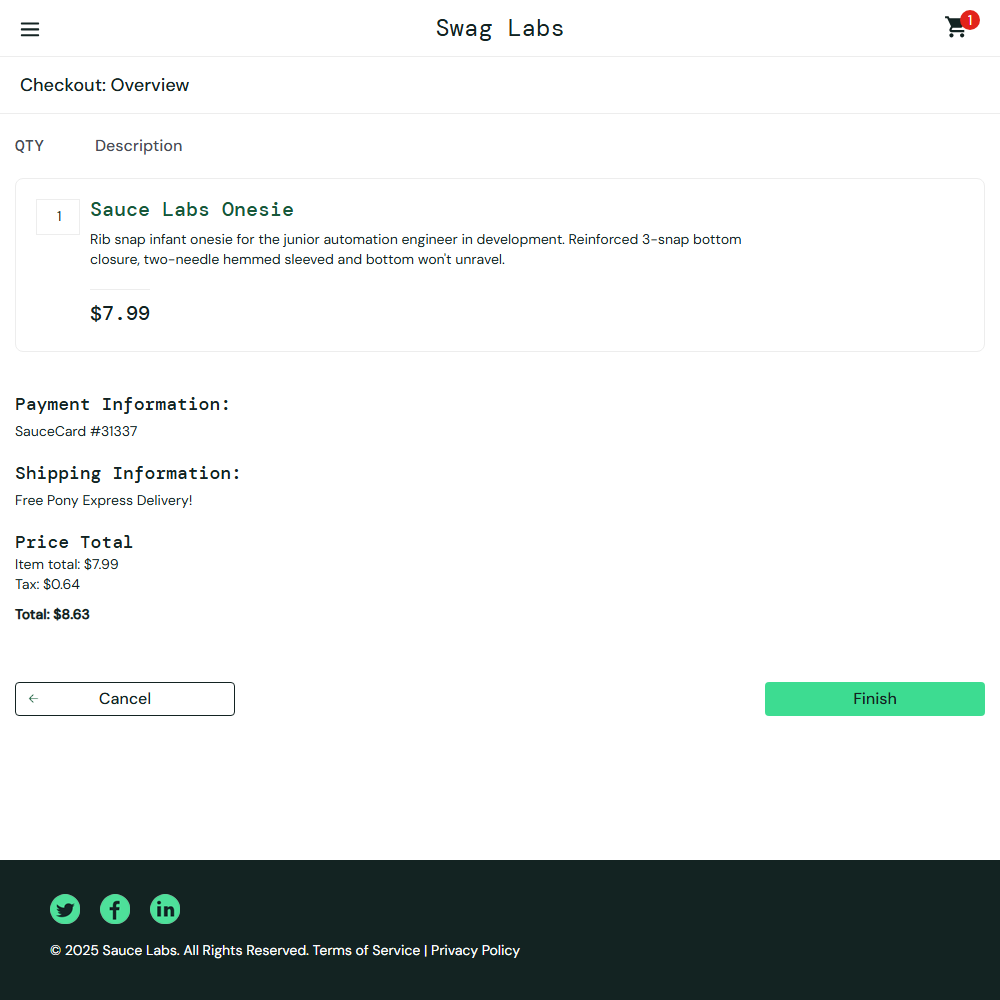 Swag Labs
1
Checkout: Overview
QTY Description
1
Sauce Labs Onesie
Rib snap infant onesie for the junior automation engineer in development. Reinforced 3-snap bottom
closure, two-needle hemmed sleeved and bottom won't unravel.
$7.99
Payment Information:
SauceCard #31337
Shipping Information:
Free Pony Express Delivery!
Price Total
Item total: $7.99
Tax: $0.64
Total: $8.63
Cancel
Finish
© 2025 Sauce Labs. All Rights Reserved. Terms of Service | Privacy Policy